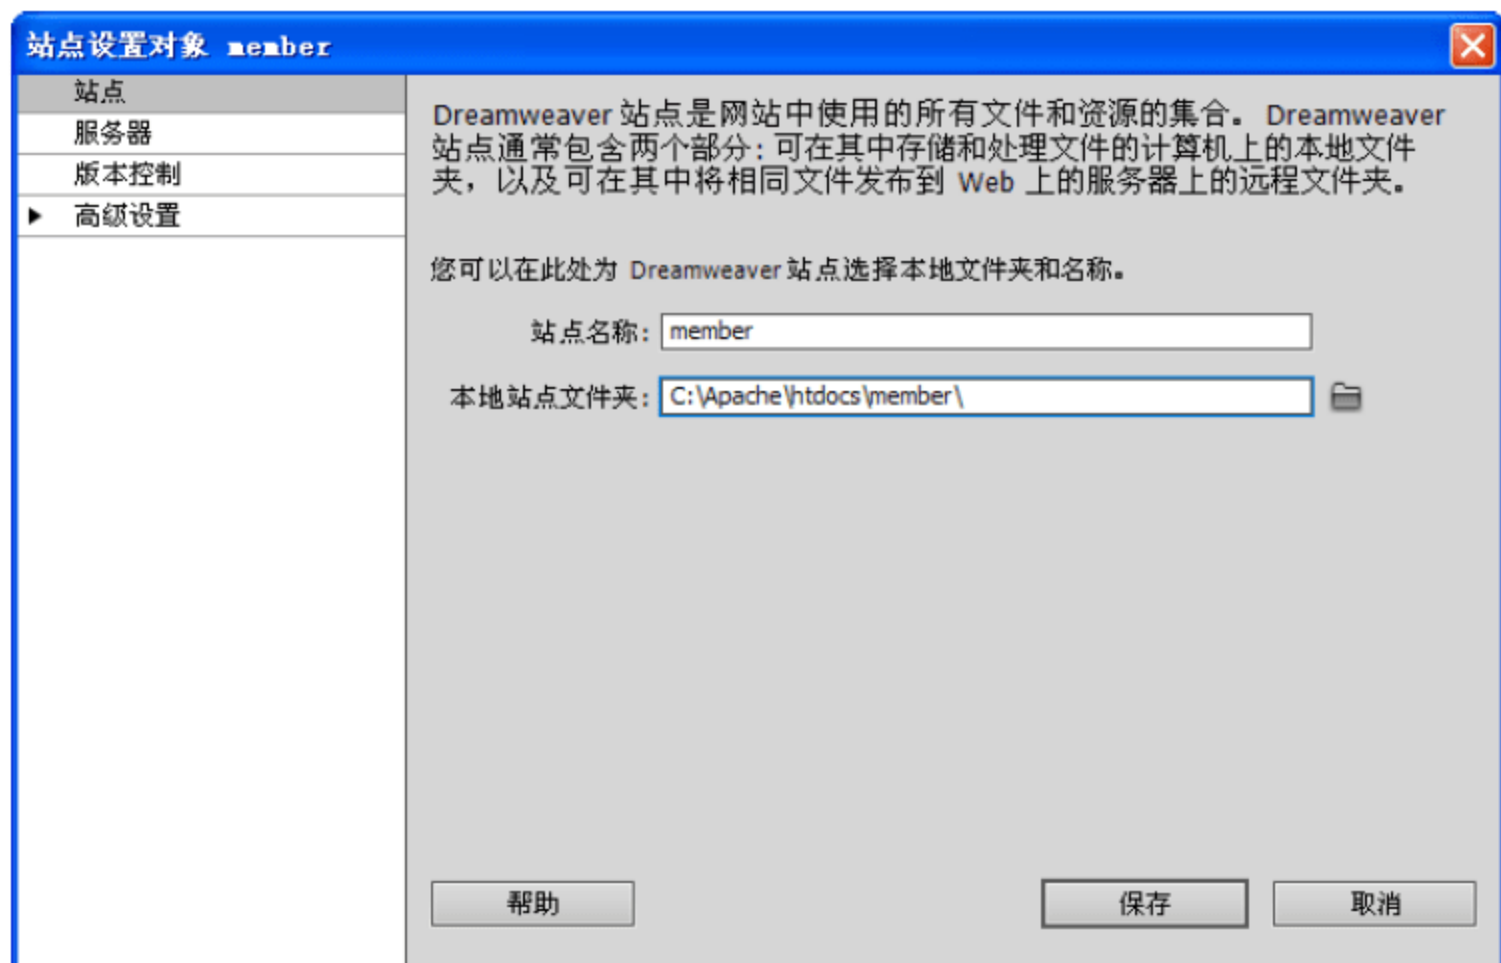 站点设置对象 member
站点
服务器
版本控制
高级设置
Dreamweaver 站点是网站中使用的所有文件和资源的集合。Dreamweaver
站点通常包含两个部分：可在其中存储和处理文件的计算机上的本地文件
夹，以及可在其中将相同文件发布到 Web 上的服务器上的远程文件夹。
您可以在此处为 Dreamweaver 站点选择本地文件夹和名称。
站点名称： member
本地站点文件夹： C:\Apache\htdocs\member\
帮助 保存 取消